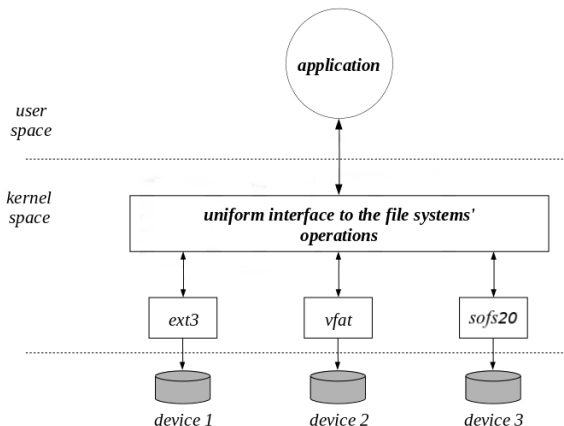 application
user
space
kernel
space
uniform interface to the file systems'
operations
ext3
vfat
sofs20
device 1
device 2
device 3